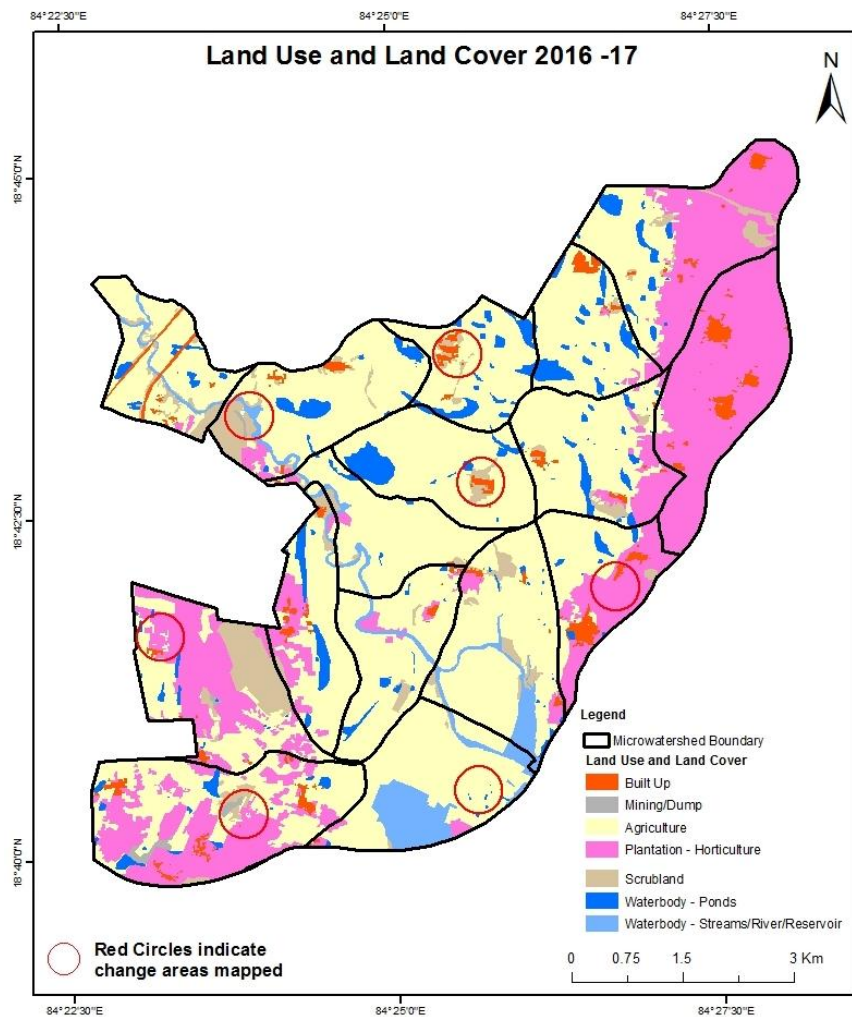 84°22'30"E 84°25'0"E 84°27'30"E
Land Use and Land Cover 2016 -17
N
18°45'0"N
18°42'30"N
18°40'0"N
Legend
Microwatershed Boundary
Land Use and Land Cover
Built Up
Mining/Dump
Agriculture
Plantation - Horticulture
Scrubland
Waterbody - Ponds
Waterbody - Streams/River/Reservoir
Red Circles indicate
change areas mapped
0 0.75 1.5 3 Km
84°22'30"E 84°25'0"E 84°27'30"E